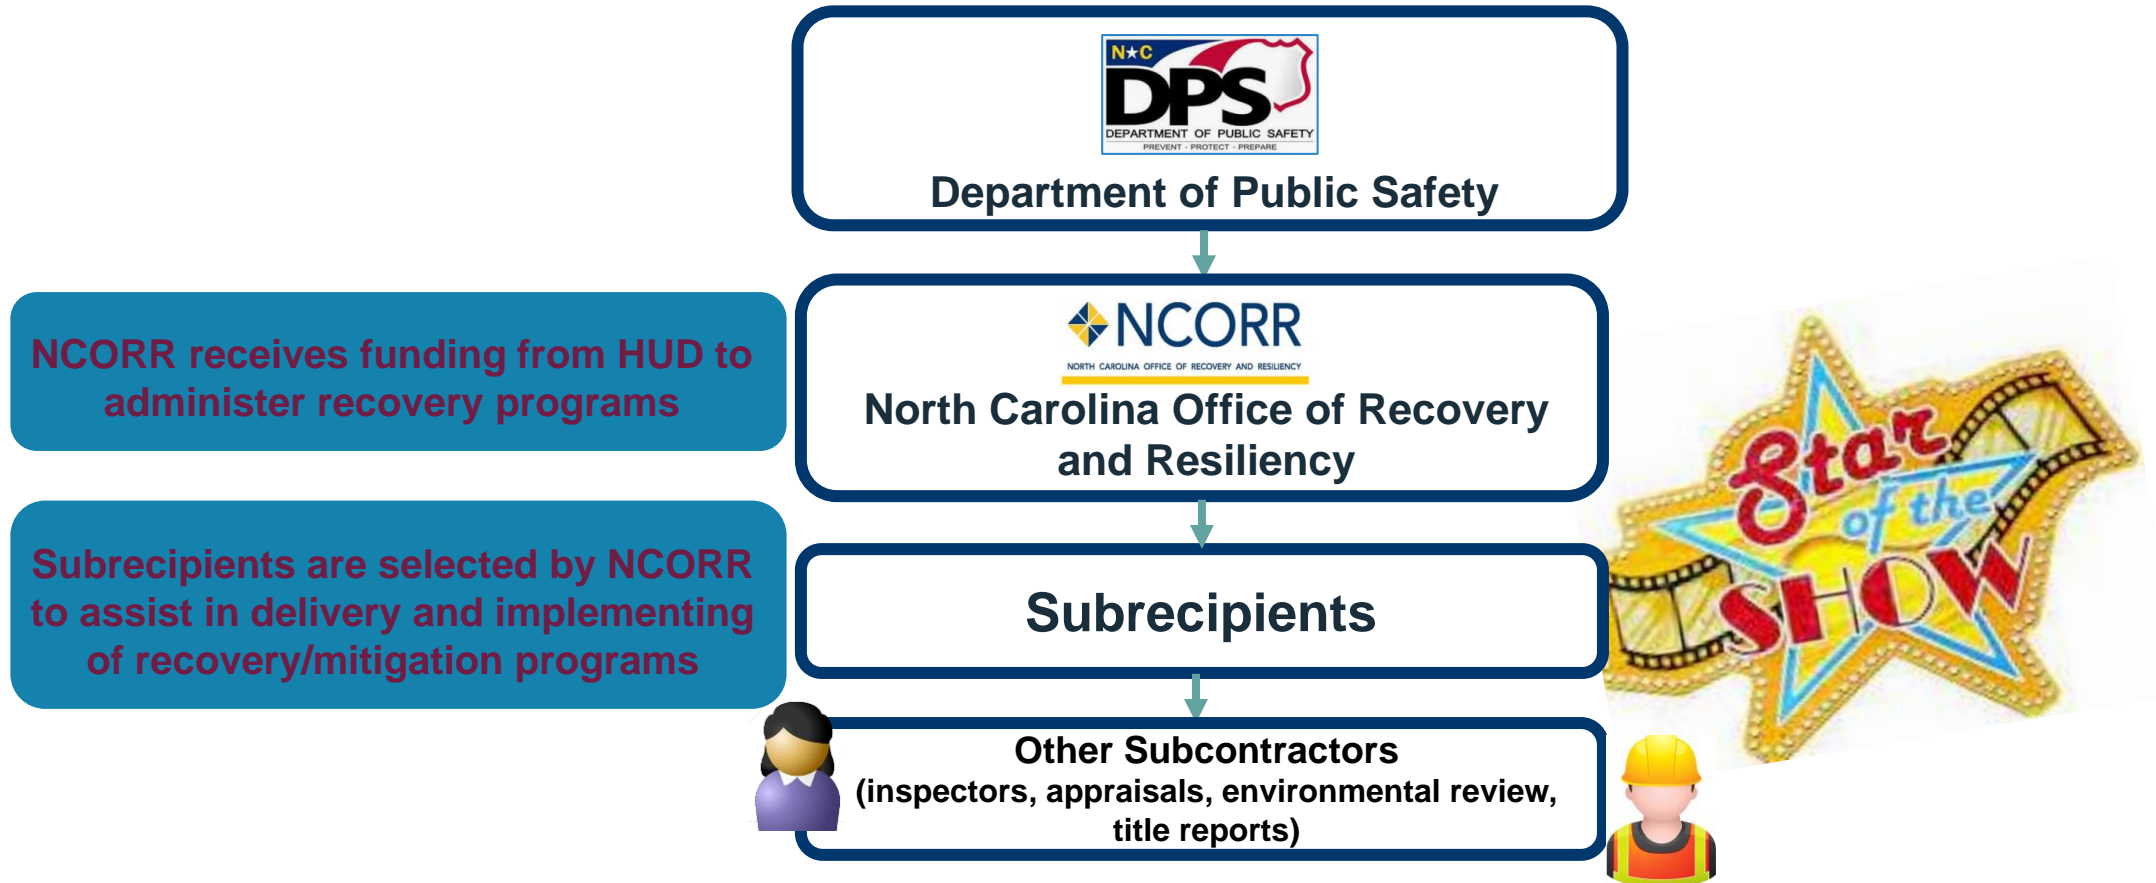 N★C
DPS
DEPARTMENT OF PUBLIC SAFETY
PREVENT - PROTECT - PREPARE
Department of Public Safety
NCORR receives funding from HUD to
administer recovery programs
NCORR
NORTH CAROLINA OFFICE OF RECOVERY AND RESILIENCY
North Carolina Office of Recovery
and Resiliency
Star
of the
SHOW
Subrecipients are selected by NCORR
to assist in delivery and implementing
of recovery/mitigation programs
Subrecipients
Other Subcontractors
(inspectors, appraisals, environmental review,
title reports)